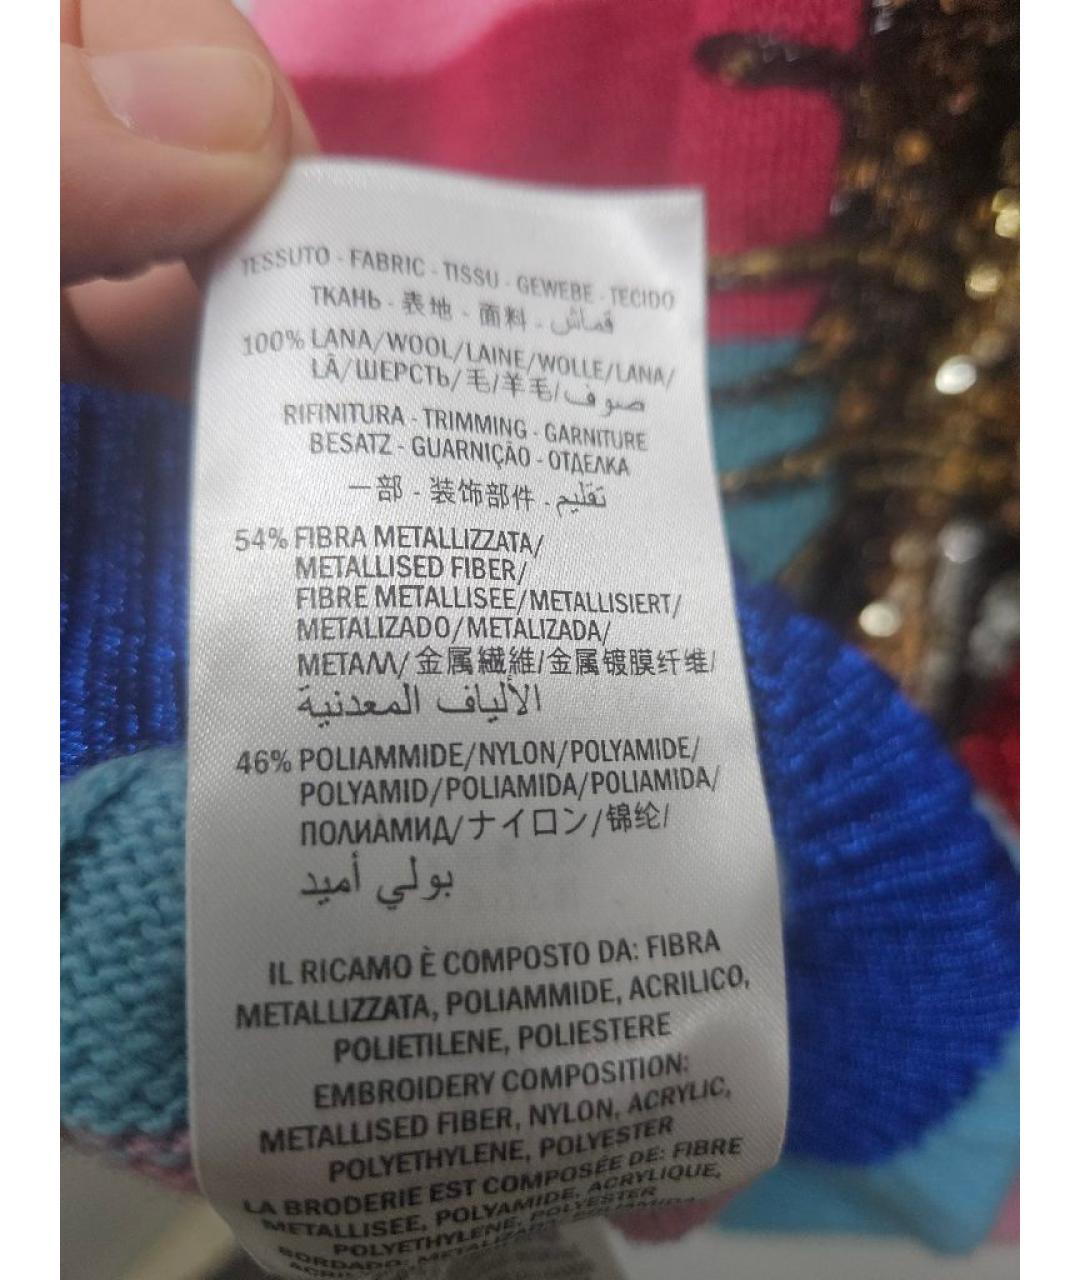 TESSUTO - FABRIC - TISSU - GEWEBE - TECIDO
ТКАНЬ - 表地 - 面料 - قماش
100% LANA/WOOL/LAINE/WOLLE/LANA/
LÂ/ШЕРСТЬ/毛/羊毛/صوف
RIFINITURA - TRIMMING - GARNITURE
BESATZ - GUARNIÇÃO - ОТДЕЛКА
一部 - 装饰部件 - تقليم
54% FIBRA METALLIZZATA/
METALLISED FIBER/
FIBRE METALLISEE/METALLISIERT/
METALIZADO/METALIZADA/
МЕТАЛЛ/金属繊維/金属镀膜纤维/
الألياف المعدنية
46% POLIAMMIDE/NYLON/POLYAMIDE/
POLYAMID/POLIAMIDA/POLIAMIDA/
ПОЛИАМИД/ナイロン/锦纶/
بولي أميد
IL RICAMO È COMPOSTO DA: FIBRA
METALLIZZATA, POLIAMMIDE, ACRILICO,
POLIETILENE, POLIESTERE
EMBROIDERY COMPOSITION:
METALLISED FIBER, NYLON, ACRYLIC,
POLYETHYLENE, POLYESTER
LA BRODERIE EST COMPOSÉE DE: FIBRE
METALLISEE, POLYAMIDE, ACRYLIQUE,
POLYETHYLENE, POLYESTER
BORDADO: